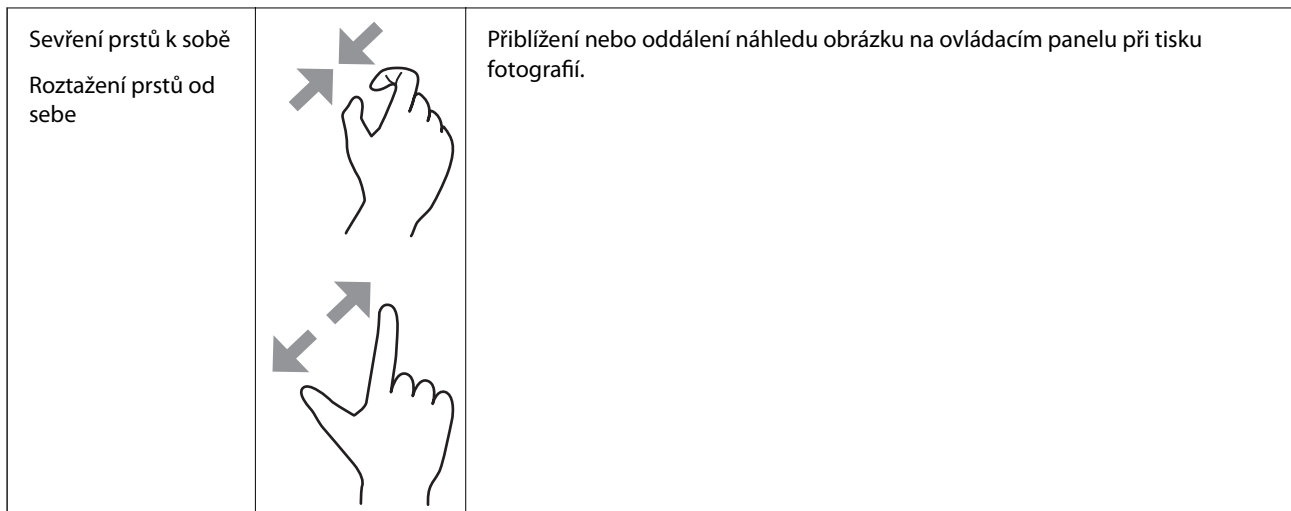 Sevření prstů k sobě
Roztažení prstů od
sebe
Přiblížení nebo oddálení náhledu obrázku na ovládacím panelu při tisku
fotografií.